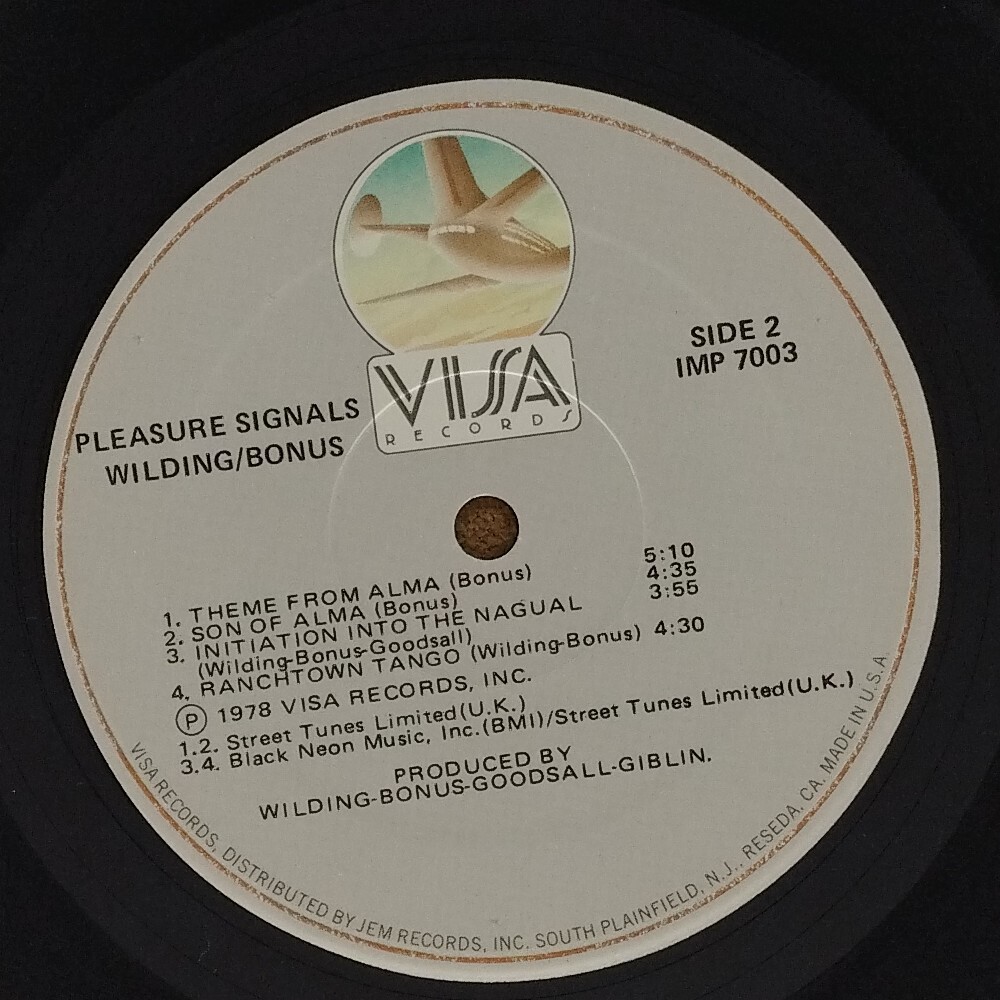 VISA
RECORDS
SIDE 2
IMP 7003
PLEASURE SIGNALS
WILDING/BONUS
1. THEME FROM ALMA (Bonus) 5:10
2. SON OF ALMA (Bonus) 4:35
3. INITIATION INTO THE NAGUAL 3:55
(Wilding-Bonus-Goodsall)
4. RANCHTOWN TANGO (Wilding-Bonus) 4:30
Ⓟ 1978 VISA RECORDS, INC.
1.2. Street Tunes Limited(U.K.)
3.4. Black Neon Music, Inc.(BMI)/Street Tunes Limited(U.K.)
PRODUCED BY
WILDING-BONUS-GOODSALL-GIBLIN.
VISA RECORDS, DISTRIBUTED BY JEM RECORDS, INC. SOUTH PLAINFIELD, N.J., RESEDA. CA. MADE IN U.S.A.